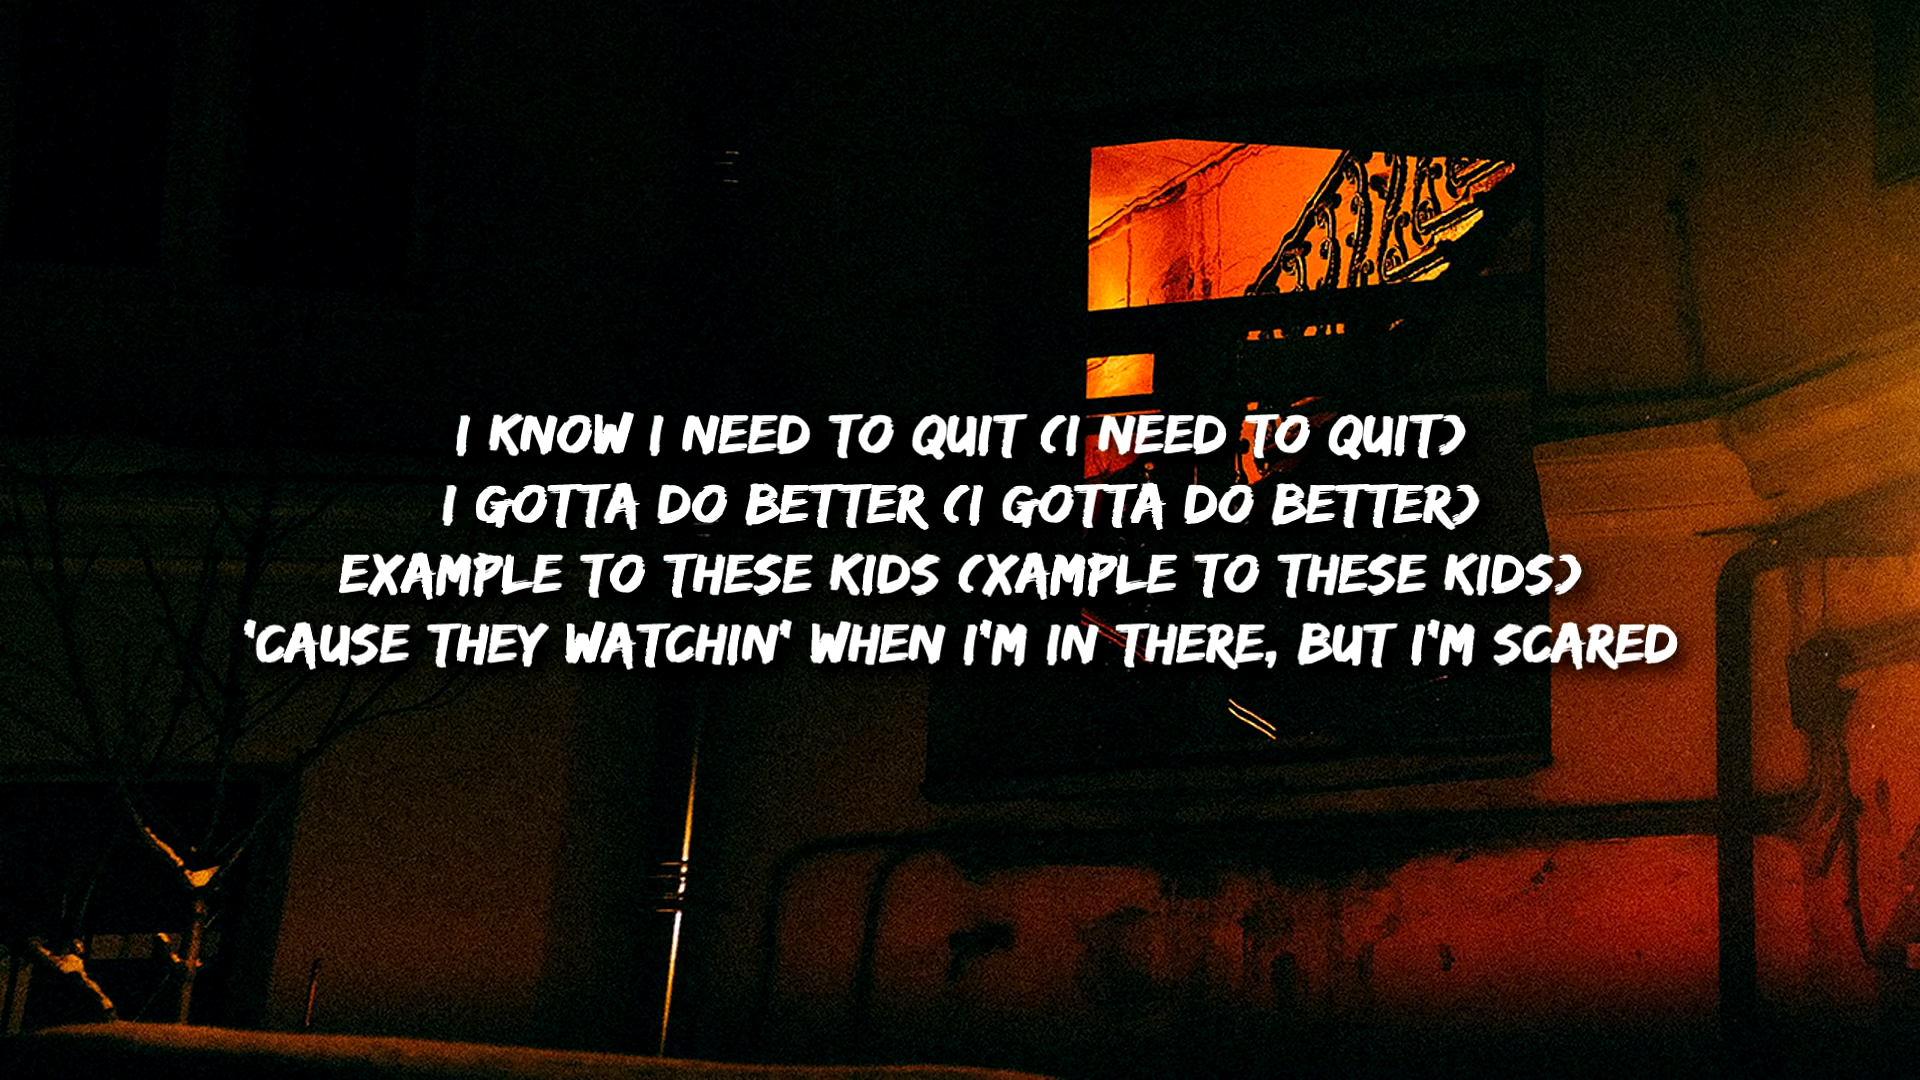 I KNOW I NEED TO QUIT (I NEED TO QUIT)
I GOTTA DO BETTER (I GOTTA DO BETTER)
EXAMPLE TO THESE KIDS (XAMPLE TO THESE KIDS)
'CAUSE THEY WATCHIN' WHEN I'M IN THERE, BUT I'M SCARED